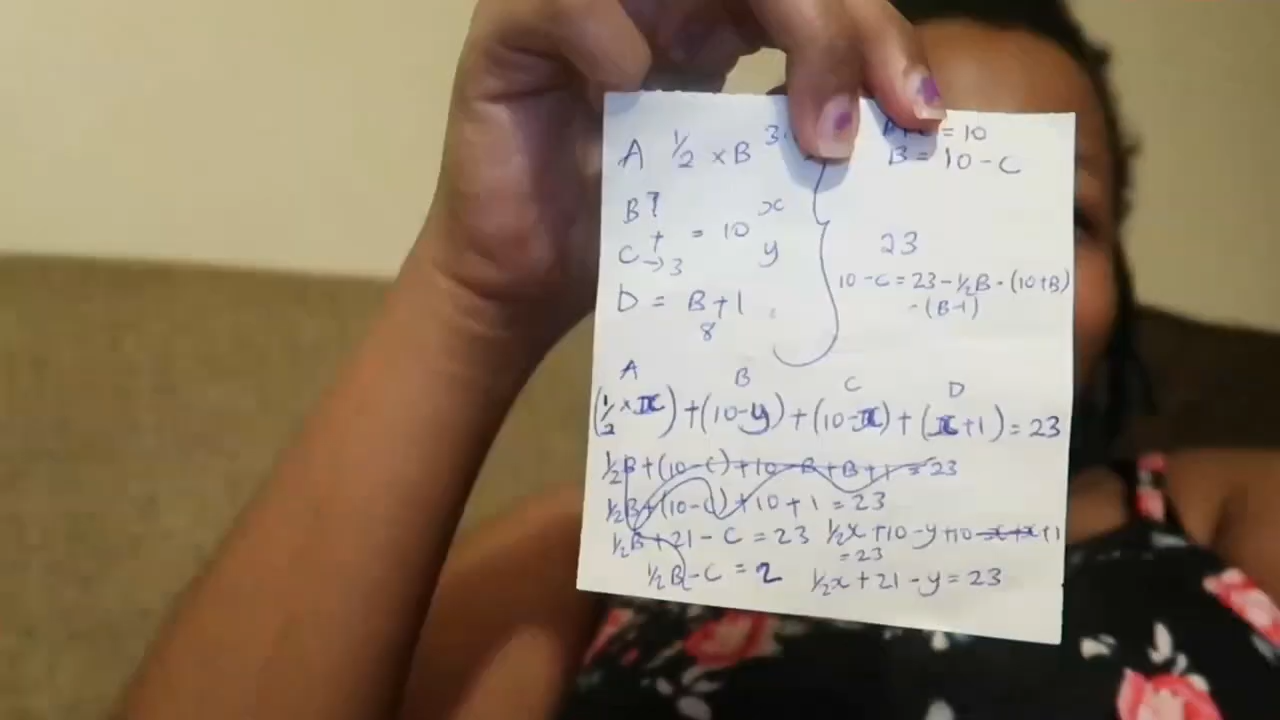 A 1/2 × B 3.
B?
+ = 10 x
C →3 y
D = B+1
8
= 10
B = 10 - C
23
10 - C = 23 - 1/2B - (10+B)
- (B-1)
A B C D
(1/2 × x) + (10-y) + (10-x) + (x+1) = 23
1/2B + (10 - C) + 10 - B + B + 1 = 23
1/2B + (10 - C) + 10 + 1 = 23
1/2B + 21 - C = 23
1/2B - C = 2
1/2x + 10 - y + 10 - x + x + 1
= 23
1/2x + 21 - y = 23